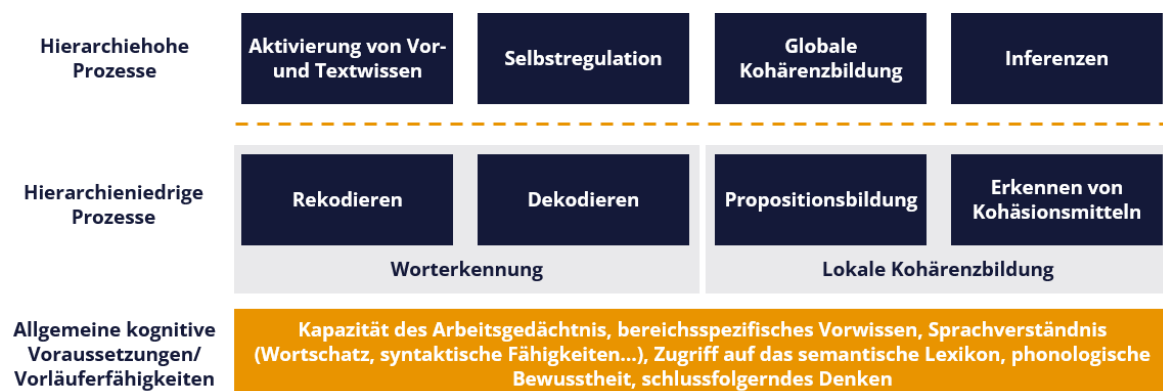 Hierarchiehohe
Prozesse
Aktivierung von Vor-
und Textwissen
Selbstregulation
Globale
Kohärenzbildung
Inferenzen
Hierarchieniedrige
Prozesse
Rekodieren
Dekodieren
Propositionsbildung
Erkennen von
Kohäsionsmitteln
Worterkennung
Lokale Kohärenzbildung
Allgemeine kognitive
Voraussetzungen/
Vorläuferfähigkeiten
Kapazität des Arbeitsgedächtnis, bereichsspezifisches Vorwissen, Sprachverständnis
(Wortschatz, syntaktische Fähigkeiten...), Zugriff auf das semantische Lexikon, phonologische
Bewusstheit, schlussfolgerndes Denken